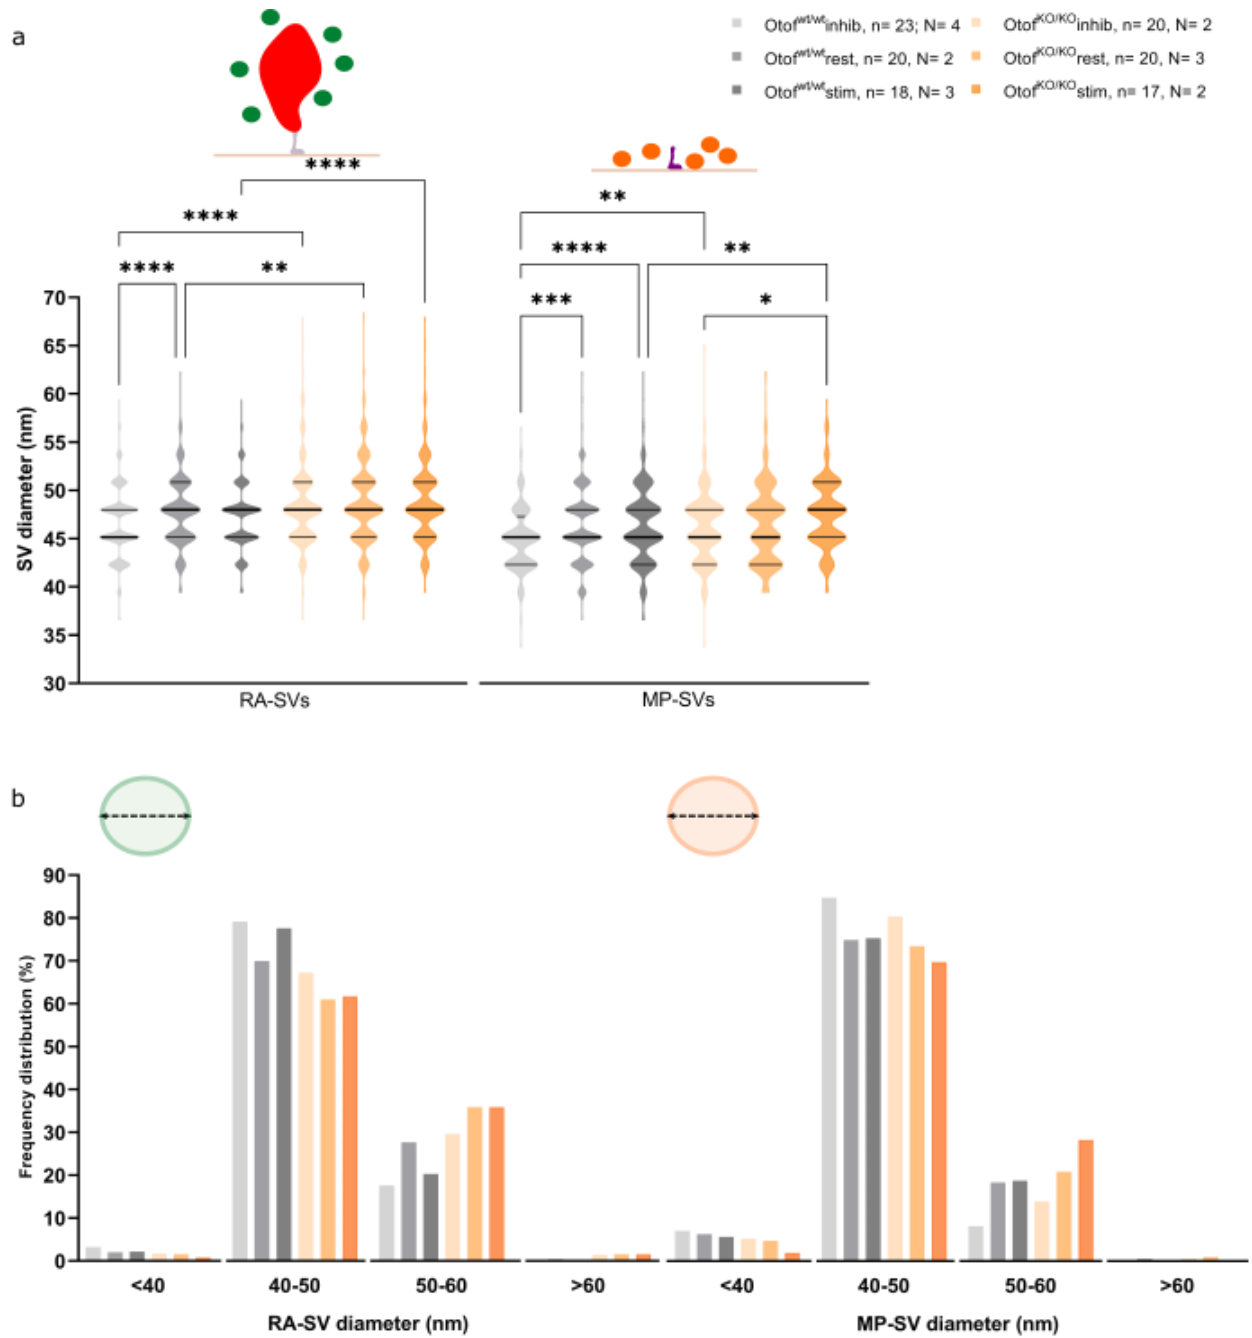 a
Otof^wt/wt inhib, n= 23; N= 4
Otof^KO/KO inhib, n= 20, N= 2
Otof^wt/wt rest, n= 20, N= 2
Otof^KO/KO rest, n= 20, N= 3
Otof^wt/wt stim, n= 18, N= 3
Otof^KO/KO stim, n= 17, N= 2
****
**
****
****
**
**
****
***
*
70
65
60
55
50
45
40
35
30
SV diameter (nm)
RA-SVs
MP-SVs
b
90
80
70
60
50
40
30
20
10
0
Frequency distribution (%)
<40 40-50 50-60 >60 <40 40-50 50-60 >60
RA-SV diameter (nm) MP-SV diameter (nm)